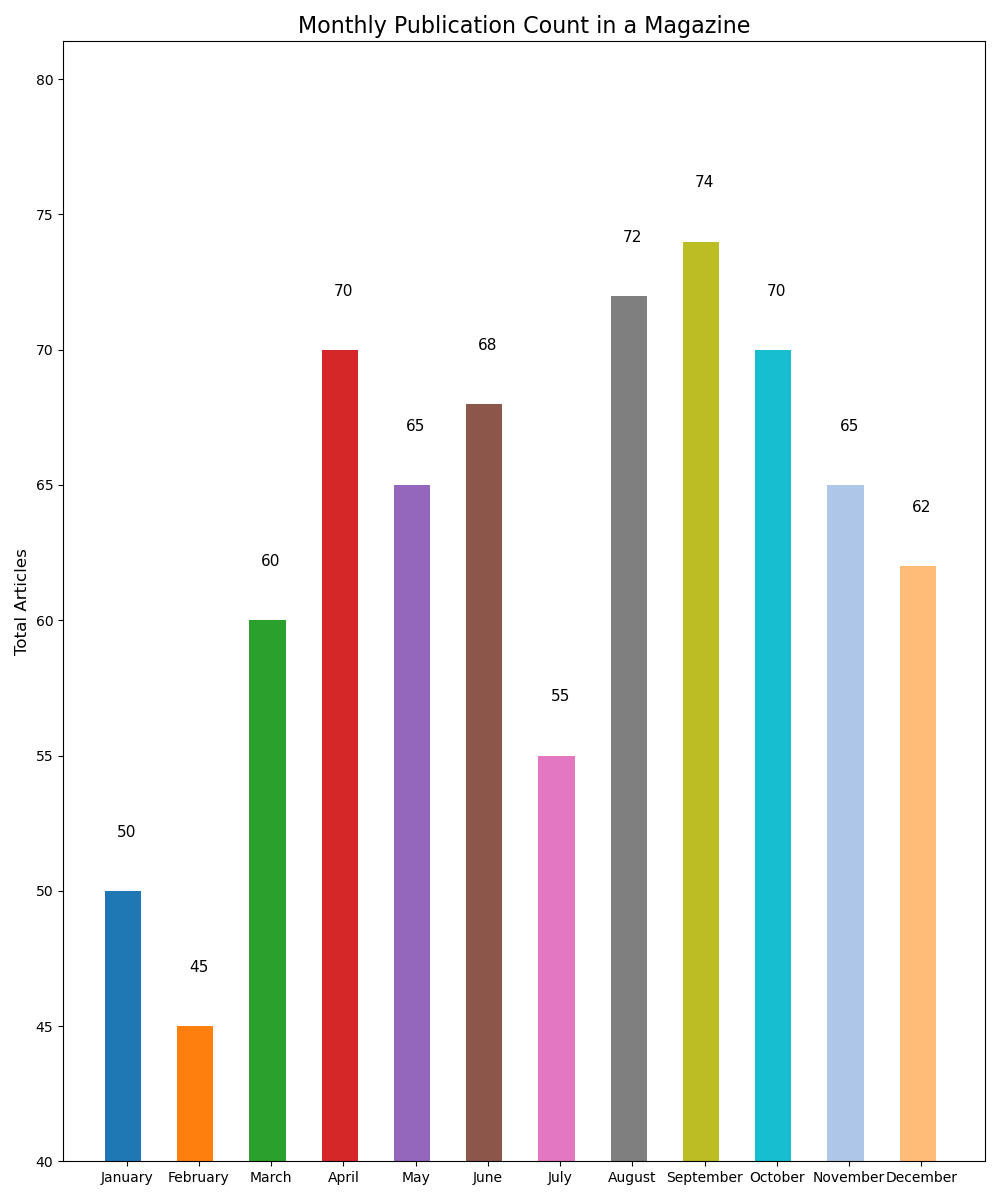 Monthly Publication Count in a Magazine
80
75
70
65
60
55
50
45
40
Total Articles
50
45
60
70
65
68
55
72
74
70
65
62
January
February
March
April
May
June
July
August
September
October
November
December